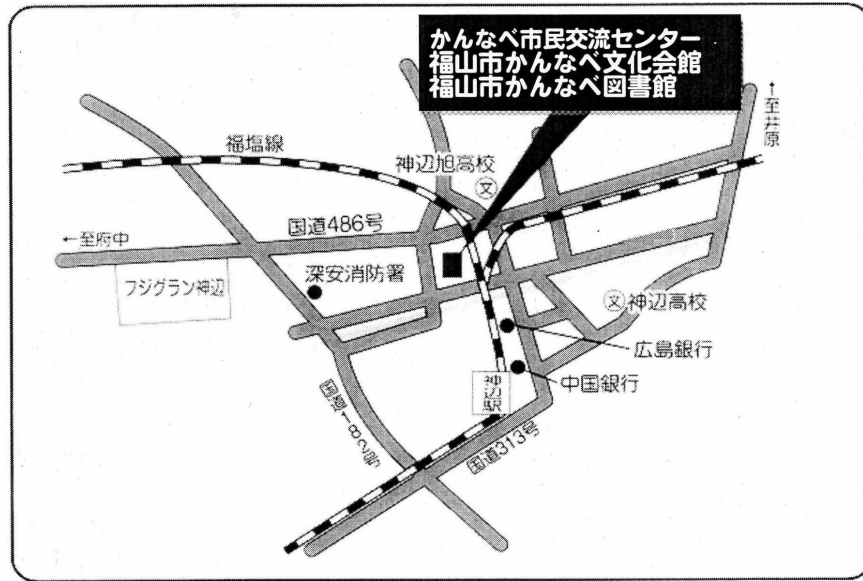 かんなべ市民交流センター
福山市かんなべ文化会館
福山市かんなべ図書館
↑至井原
福塩線
神辺旭高校
文
国道486号
←至府中
フジグラン神辺
深安消防署
文神辺高校
広島銀行
中国銀行
神辺駅
国道182号
国道313号